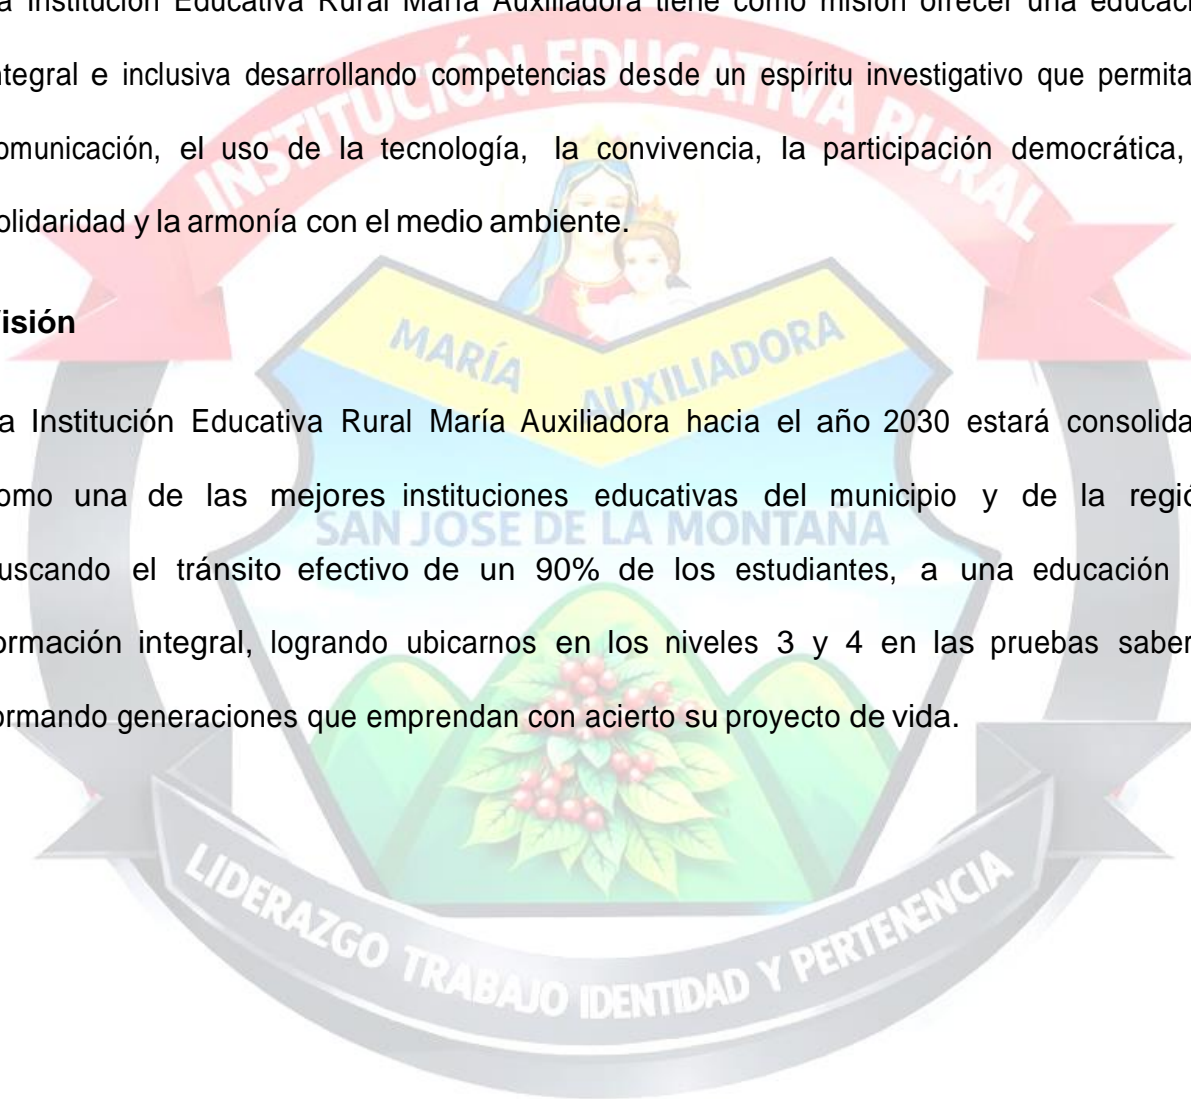 a Institución Educativa Rural María Auxiliadora tiene como misión ofrecer una educaci
ntegral e inclusiva desarrollando competencias desde un espíritu investigativo que permita
omunicación, el uso de la tecnología, la convivencia, la participación democrática,
olidaridad y la armonía con el medio ambiente.
isión
a Institución Educativa Rural María Auxiliadora hacia el año 2030 estará consolida
omo una de las mejores instituciones educativas del municipio y de la regió
uscando el tránsito efectivo de un 90% de los estudiantes, a una educación
ormación integral, logrando ubicarnos en los niveles 3 y 4 en las pruebas saber
ormando generaciones que emprendan con acierto su proyecto de vida.
INSTITUCIÓN EDUCATIVA RURAL
MARÍA AUXILIADORA
SAN JOSE DE LA MONTAÑA
LIDERAZGO TRABAJO IDENTIDAD Y PERTENENCIA